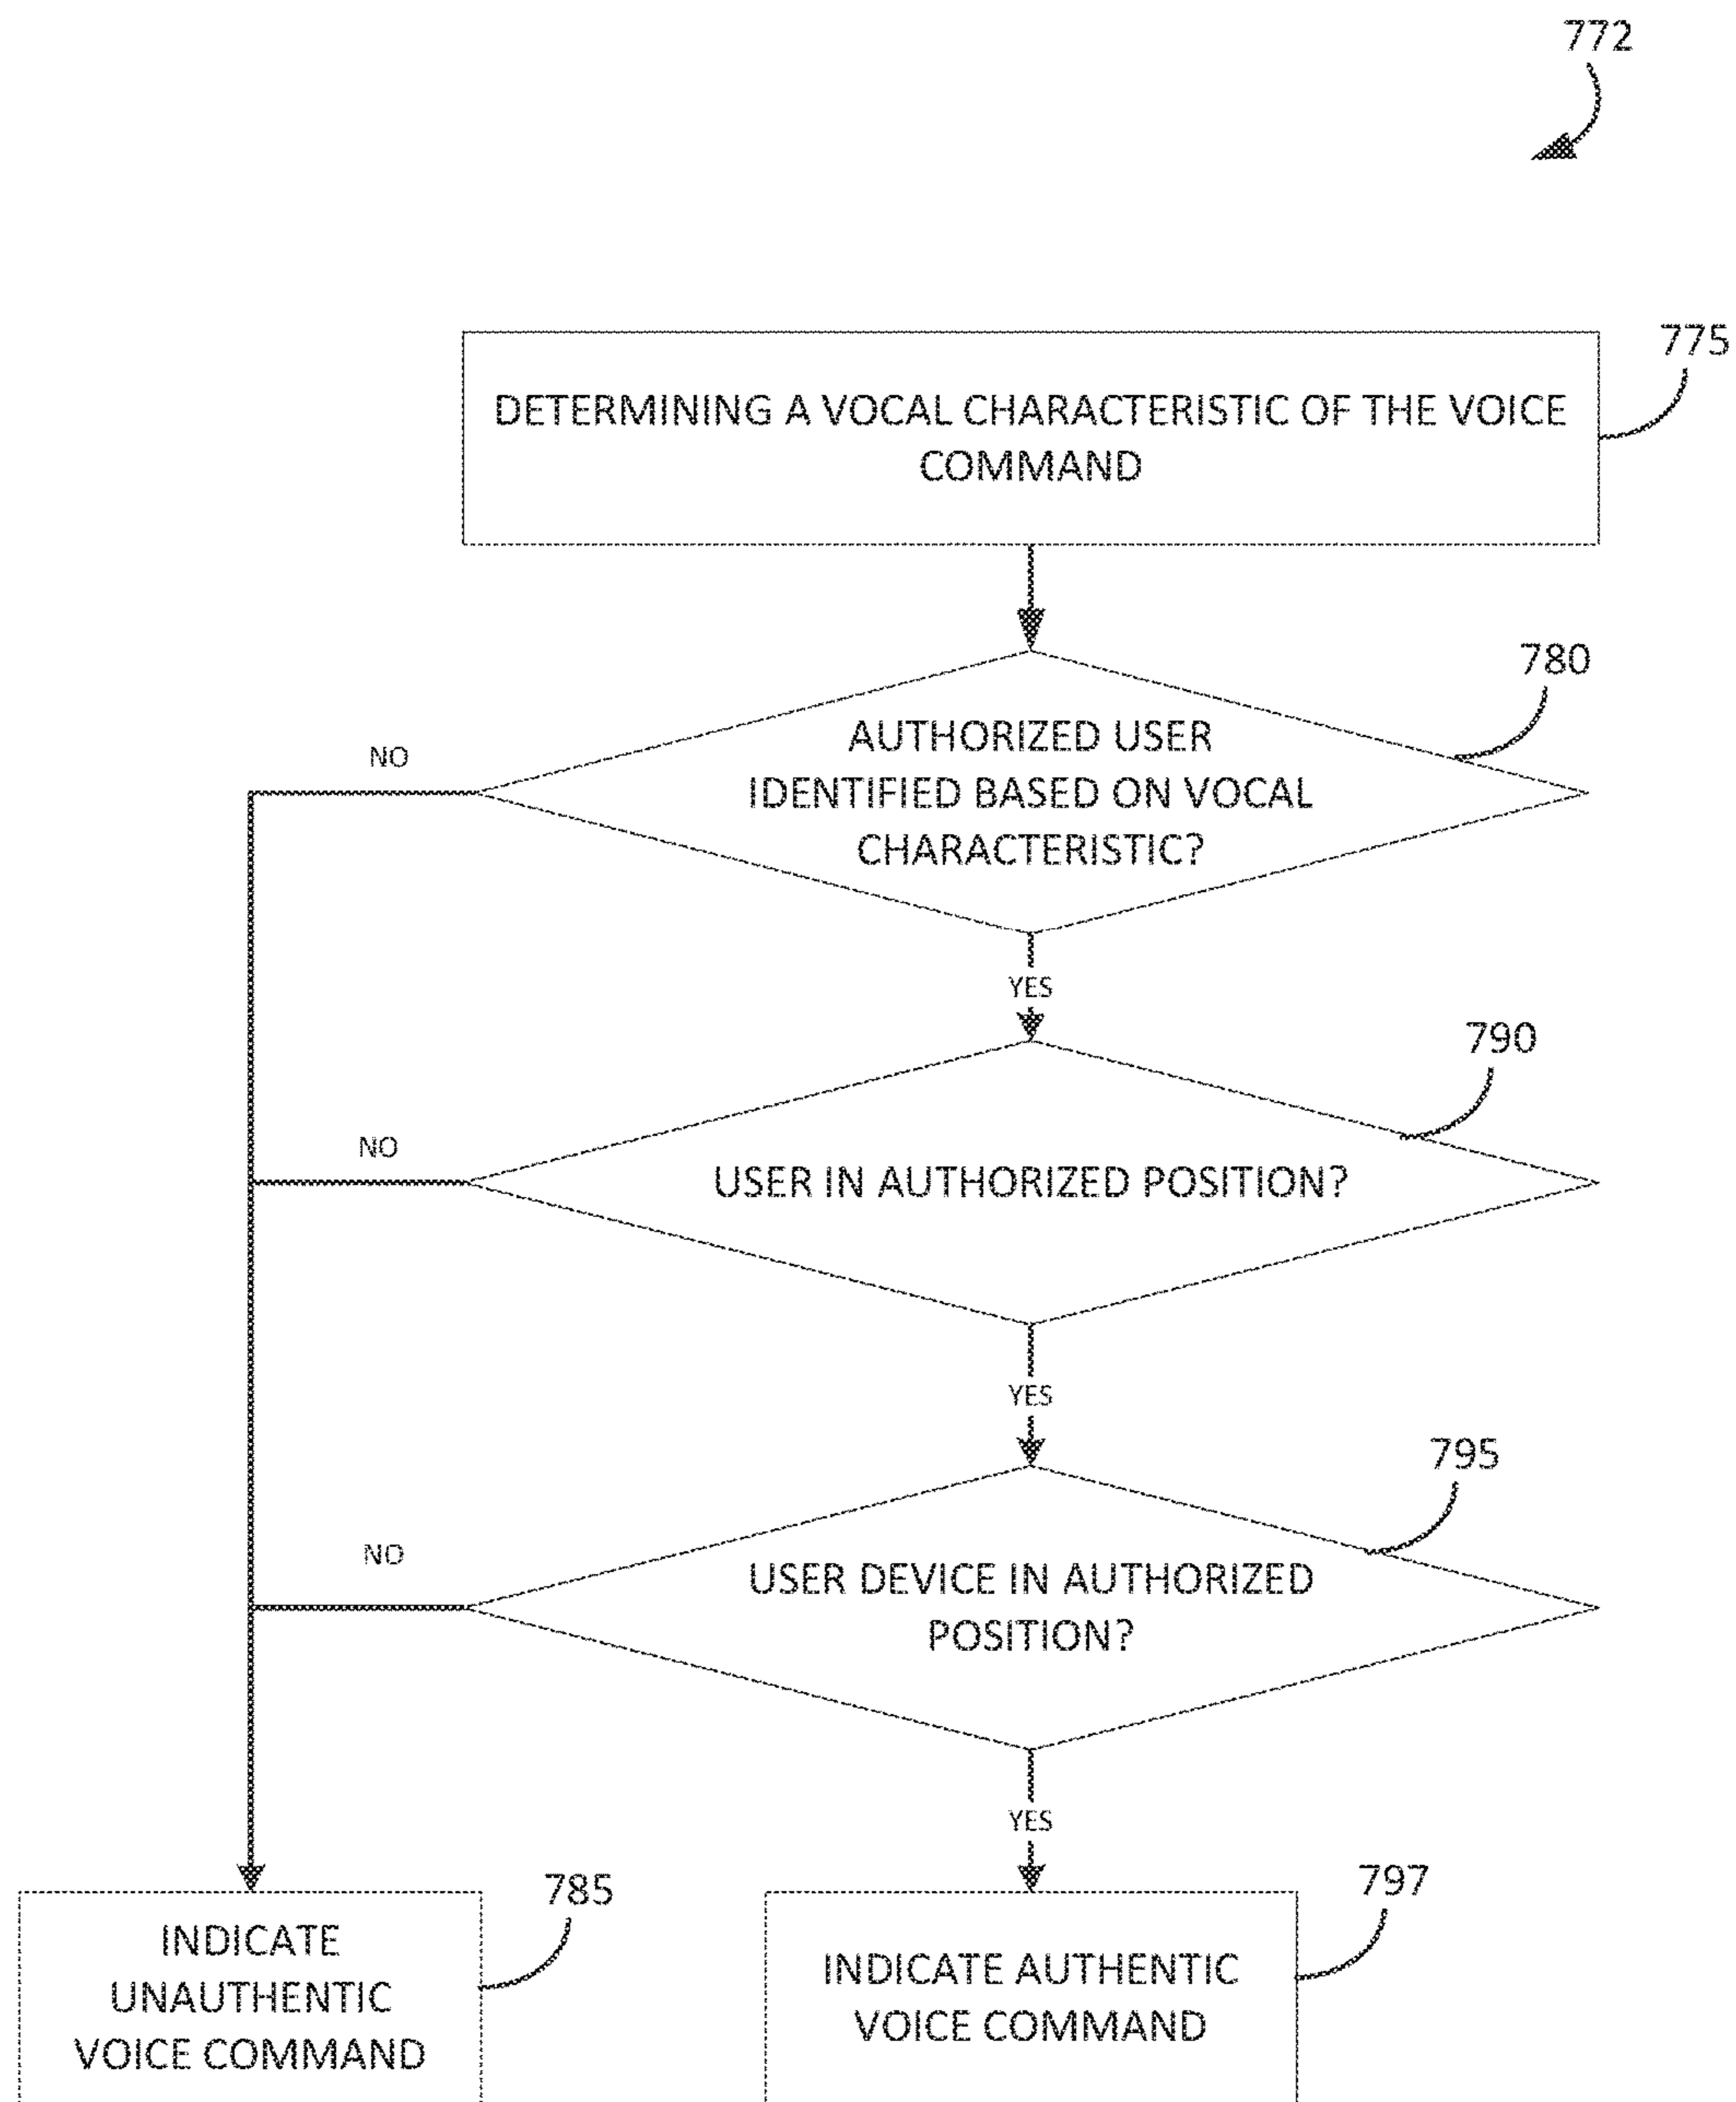 772
775
DETERMINING A VOCAL CHARACTERISTIC OF THE VOICE
COMMAND
780
AUTHORIZED USER
IDENTIFIED BASED ON VOCAL
CHARACTERISTIC?
NO
YES
790
USER IN AUTHORIZED POSITION?
NO
YES
795
USER DEVICE IN AUTHORIZED
POSITION?
NO
YES
785
INDICATE
UNAUTHENTIC
VOICE COMMAND
797
INDICATE AUTHENTIC
VOICE COMMAND